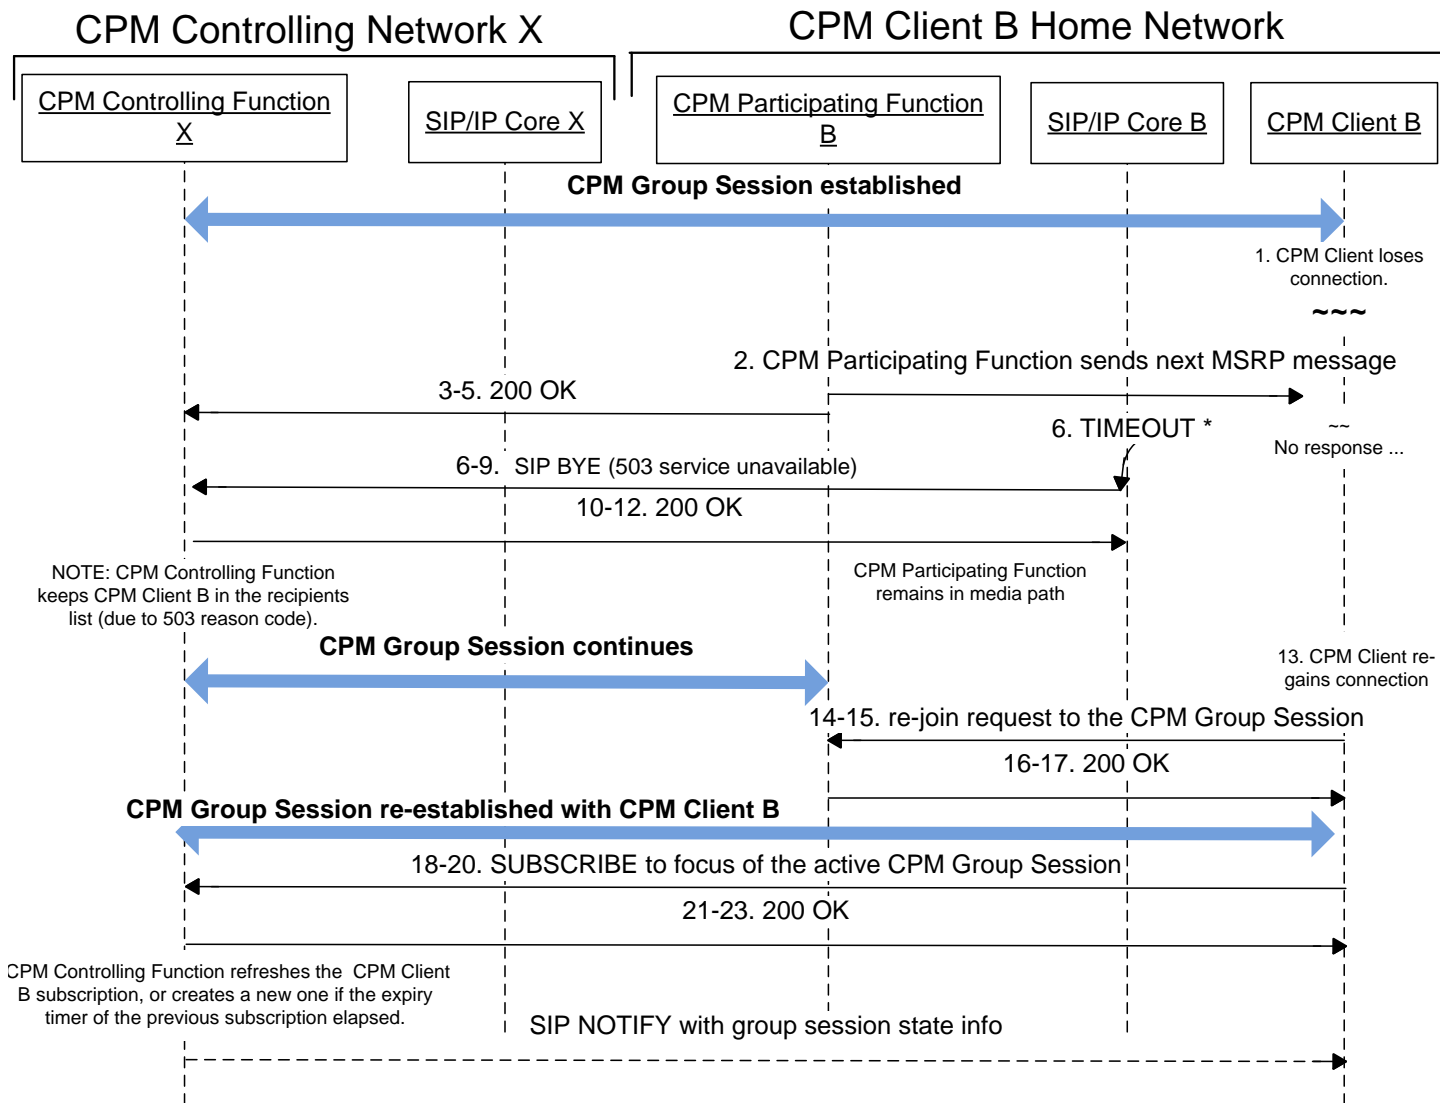 CPM Controlling Network X
CPM Client B Home Network
CPM Controlling Function
X
SIP/IP Core X
CPM Participating Function
B
SIP/IP Core B
CPM Client B
CPM Group Session established
1. CPM Client loses
connection.
~~~
2. CPM Participating Function sends next MSRP message
3-5. 200 OK
6. TIMEOUT *
~~
No response ...
6-9. SIP BYE (503 service unavailable)
10-12. 200 OK
NOTE: CPM Controlling Function
keeps CPM Client B in the recipients
list (due to 503 reason code).
CPM Participating Function
remains in media path
CPM Group Session continues
13. CPM Client re-
gains connection
14-15. re-join request to the CPM Group Session
16-17. 200 OK
CPM Group Session re-established with CPM Client B
18-20. SUBSCRIBE to focus of the active CPM Group Session
21-23. 200 OK
CPM Controlling Function refreshes the CPM Client
B subscription, or creates a new one if the expiry
timer of the previous subscription elapsed.
SIP NOTIFY with group session state info